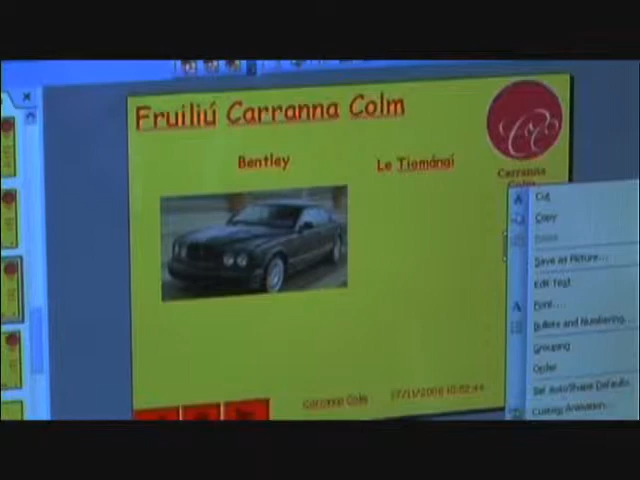 Fruiliú Carranna Colm
Bentley
Le Tiománaí
Carranna
Colm
Cut
Copy
Paste
Save as Picture...
Edit Text
Font...
Bullets and Numbering...
Grouping
Order
Set AutoShape Defaults
Custom Animation...
Carranna Colm